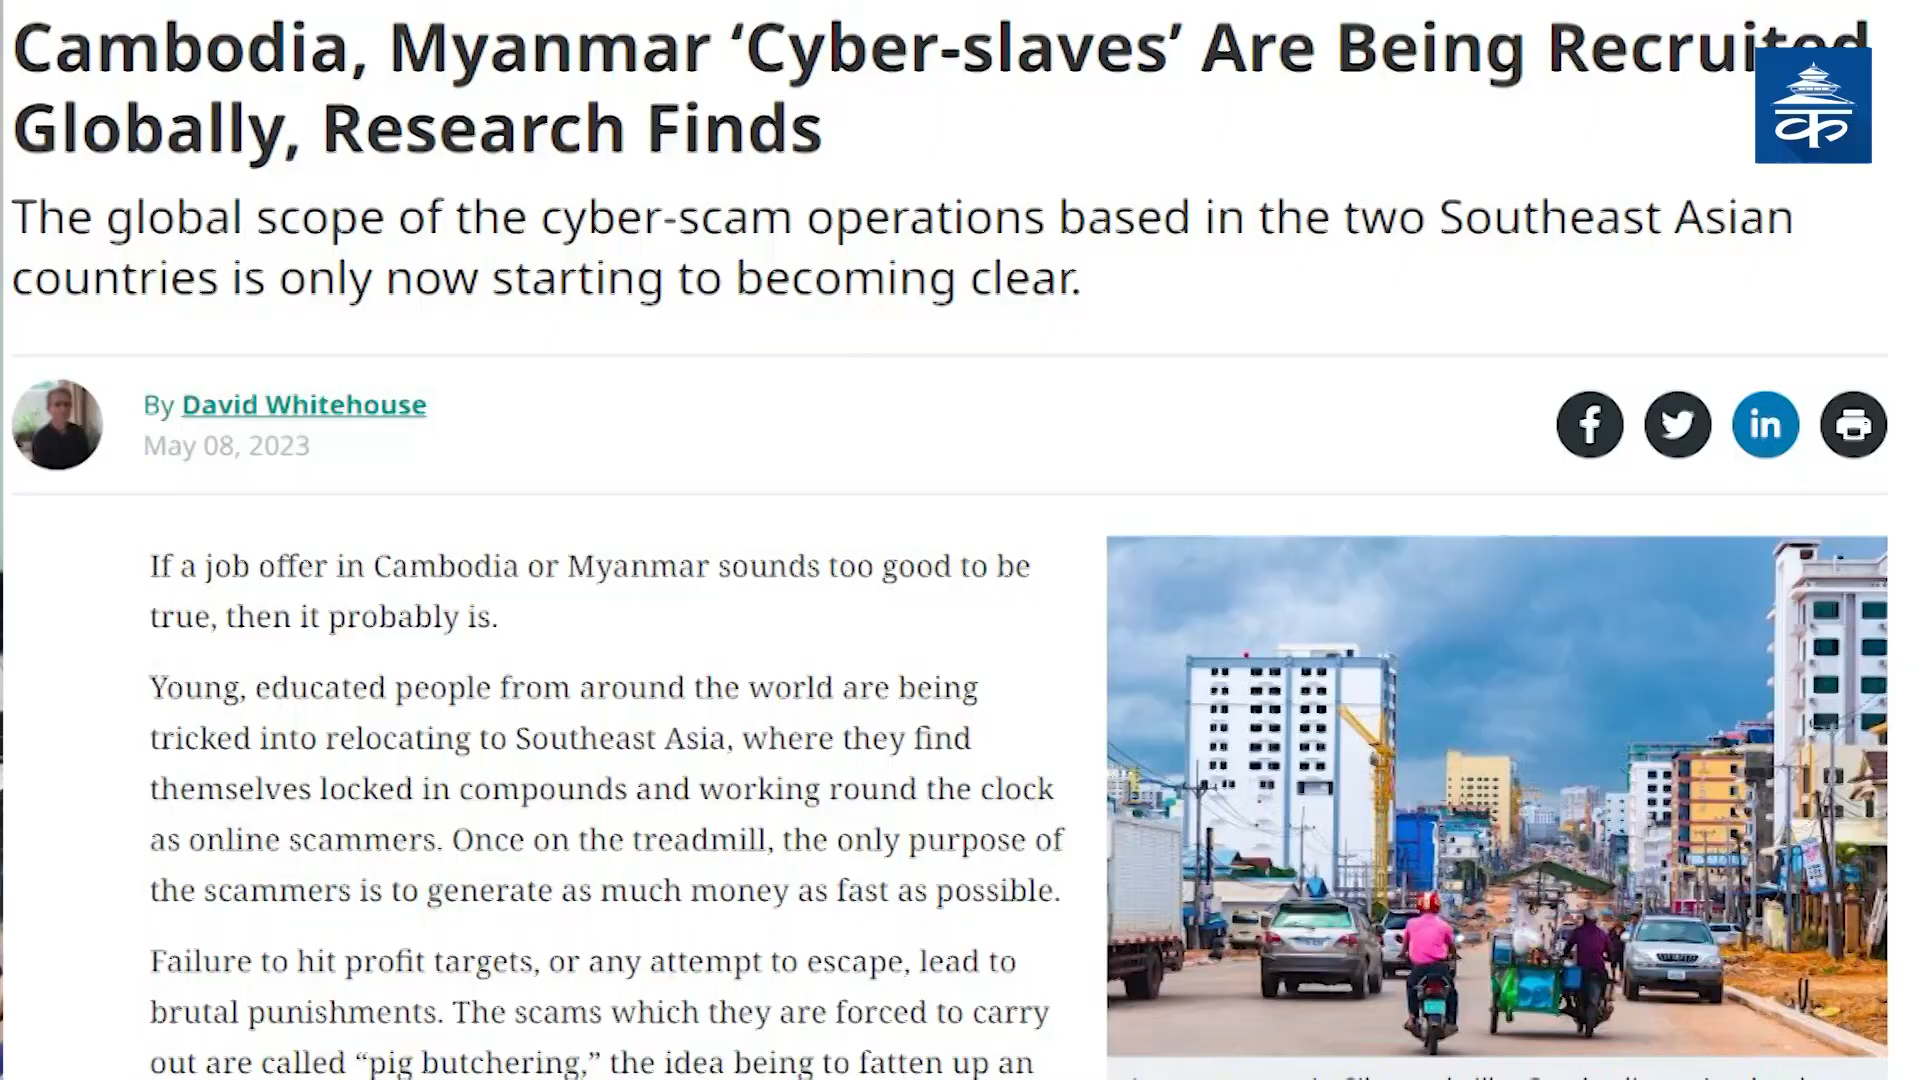 Cambodia, Myanmar ‘Cyber-slaves’ Are Being Recruited
Globally, Research Finds
The global scope of the cyber-scam operations based in the two Southeast Asian
countries is only now starting to becoming clear.
By David Whitehouse
May 08, 2023
If a job offer in Cambodia or Myanmar sounds too good to be
true, then it probably is.
Young, educated people from around the world are being
tricked into relocating to Southeast Asia, where they find
themselves locked in compounds and working round the clock
as online scammers. Once on the treadmill, the only purpose of
the scammers is to generate as much money as fast as possible.
Failure to hit profit targets, or any attempt to escape, lead to
brutal punishments. The scams which they are forced to carry
out are called “pig butchering,” the idea being to fatten up an